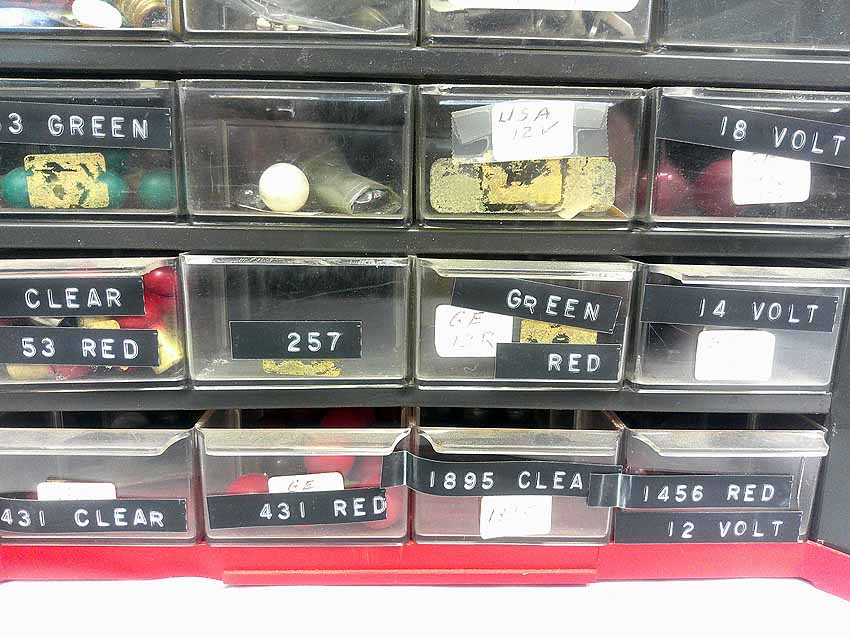 53 GREEN
USA
12V
18 VOLT
CLEAR
53 RED
257
GREEN
GE
RED
14 VOLT
431 CLEAR
GE
431 RED
1895 CLEA
1456 RED
12 VOLT